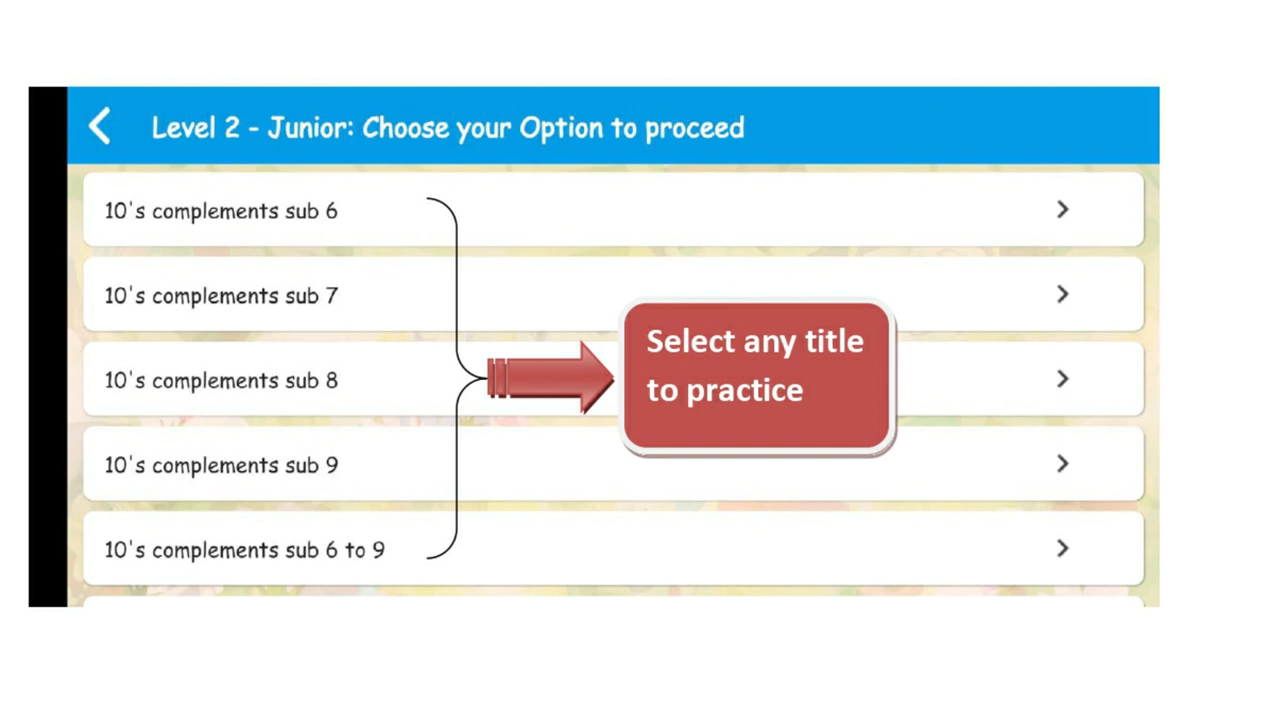 Level 2 - Junior: Choose your Option to proceed
10's complements sub 6
10's complements sub 7
10's complements sub 8
10's complements sub 9
10's complements sub 6 to 9
Select any title
to practice